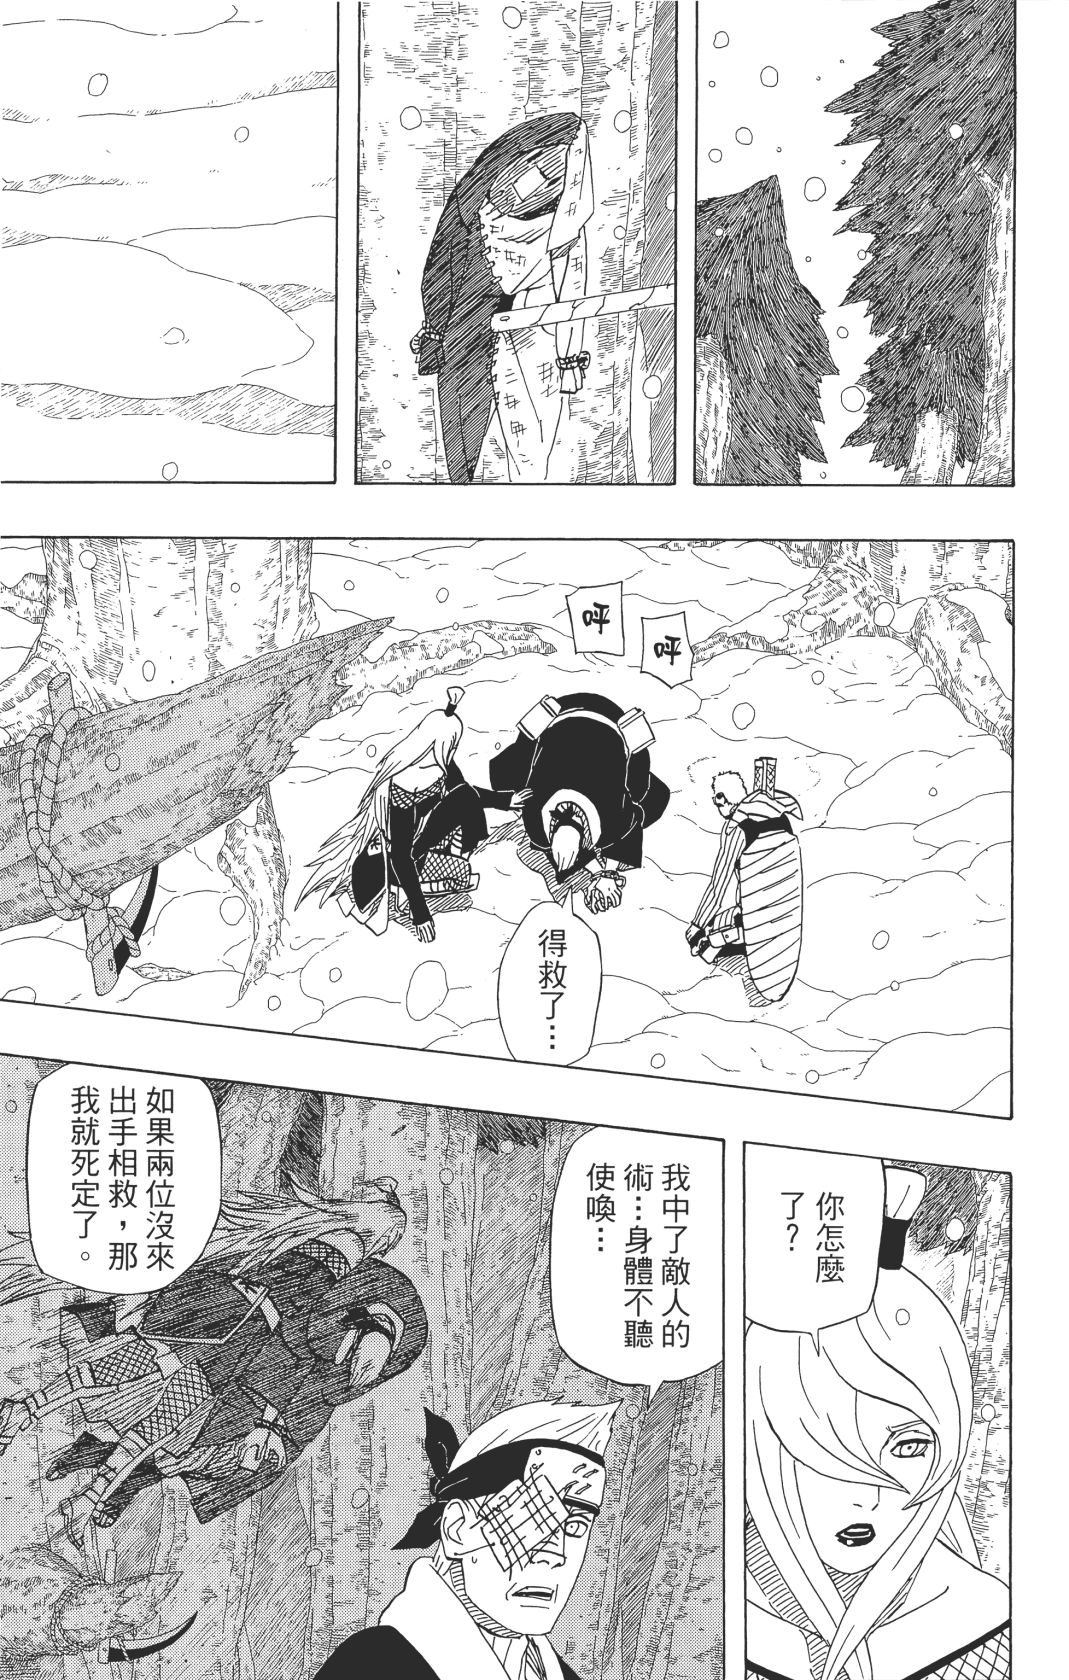 呼
呼
得救了…
你怎麼
了？
我中了敵人的
術…身體不聽
使喚…
如果兩位沒來
出手相救，那
我就死定了。